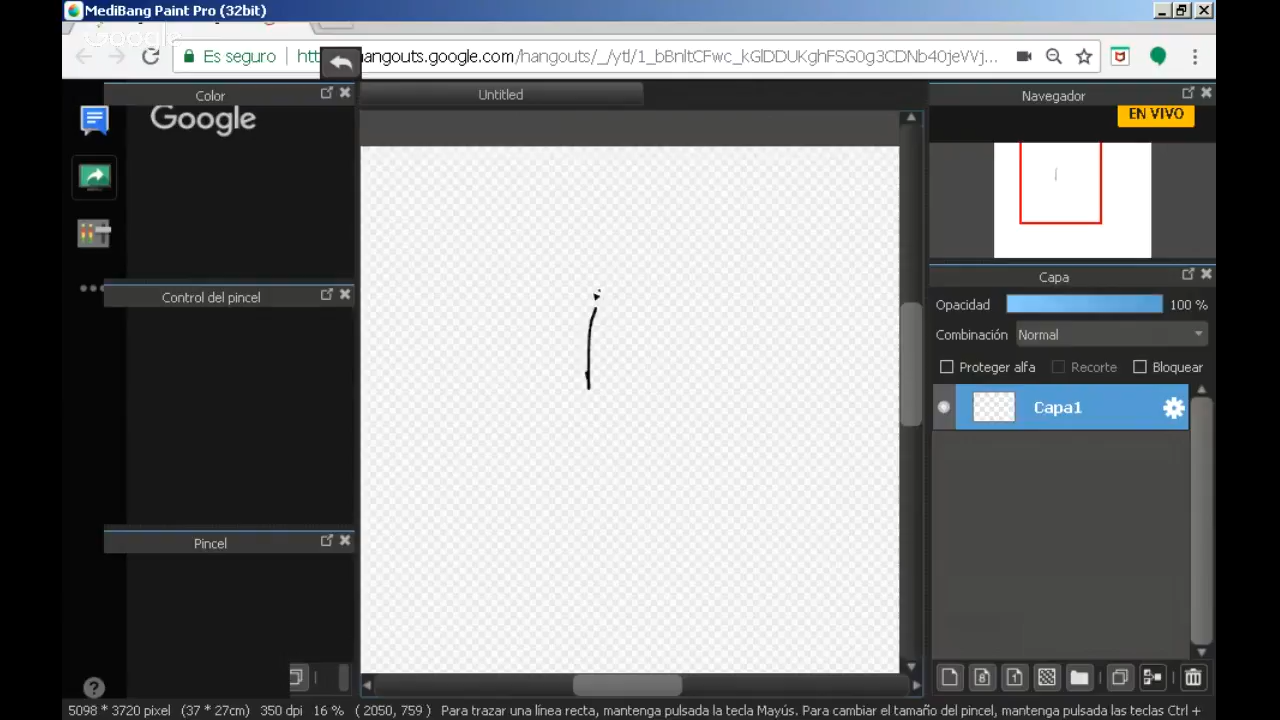 MediBang Paint Pro (32bit)
Es seguro
hangouts.google.com/hangouts/_/ytl/1_bBnltCFwc_kGlDDUKghFSG0g3CDNb40jeVVj...
Color
Untitled
Navegador
Google
EN VIVO
Capa
Control del pincel
Opacidad
100 %
Combinación
Normal
Proteger alfa
Recorte
Bloquear
Capa1
Pincel
5098 * 3720 pixel (37 * 27cm) 350 dpi 16 % ( 2050, 759 ) Para trazar una línea recta, mantenga pulsada la tecla Mayús. Para cambiar el tamaño del pincel, mantenga pulsadas las teclas Ctrl +